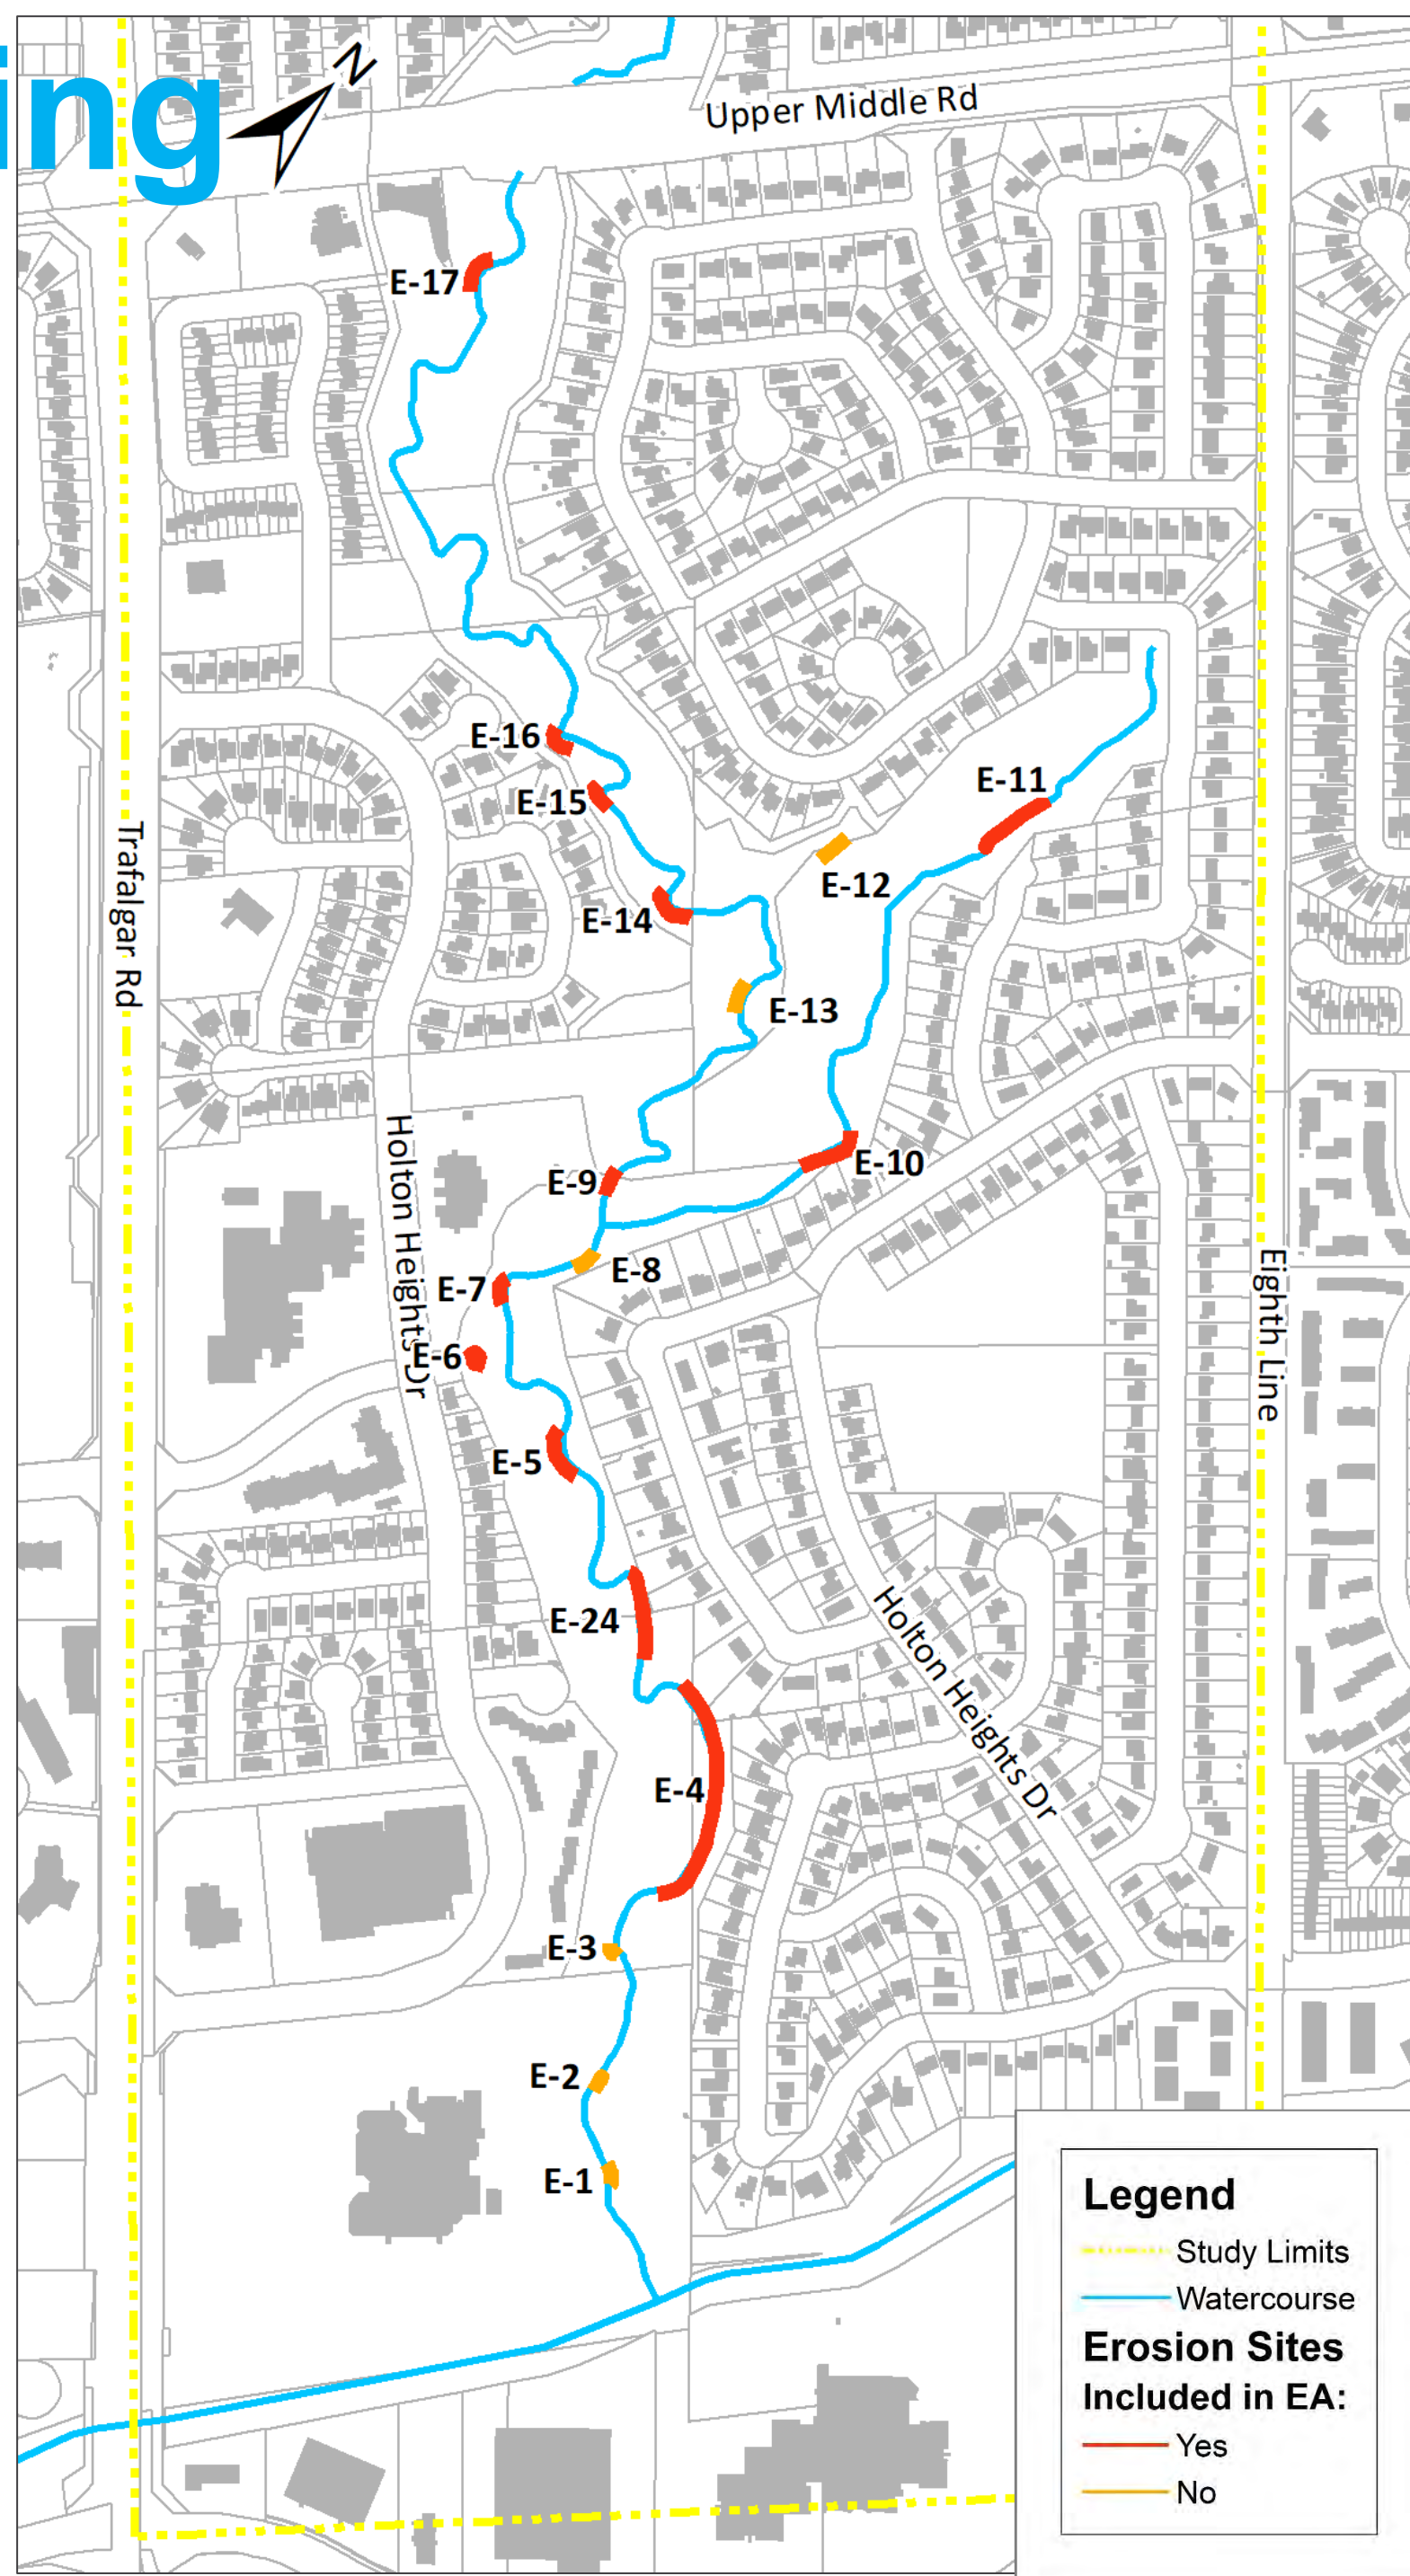 ing
N
Upper Middle Rd
E-17
E-16
E-11
E-15
E-12
E-14
Trafalgar Rd
E-13
E-10
E-9
Holton Heights Dr
E-8
E-7
Eighth Line
E-6
E-5
E-24
Holton Heights Dr
E-4
E-3
E-2
E-1
Legend
Study Limits
Watercourse
Erosion Sites
Included in EA:
Yes
No